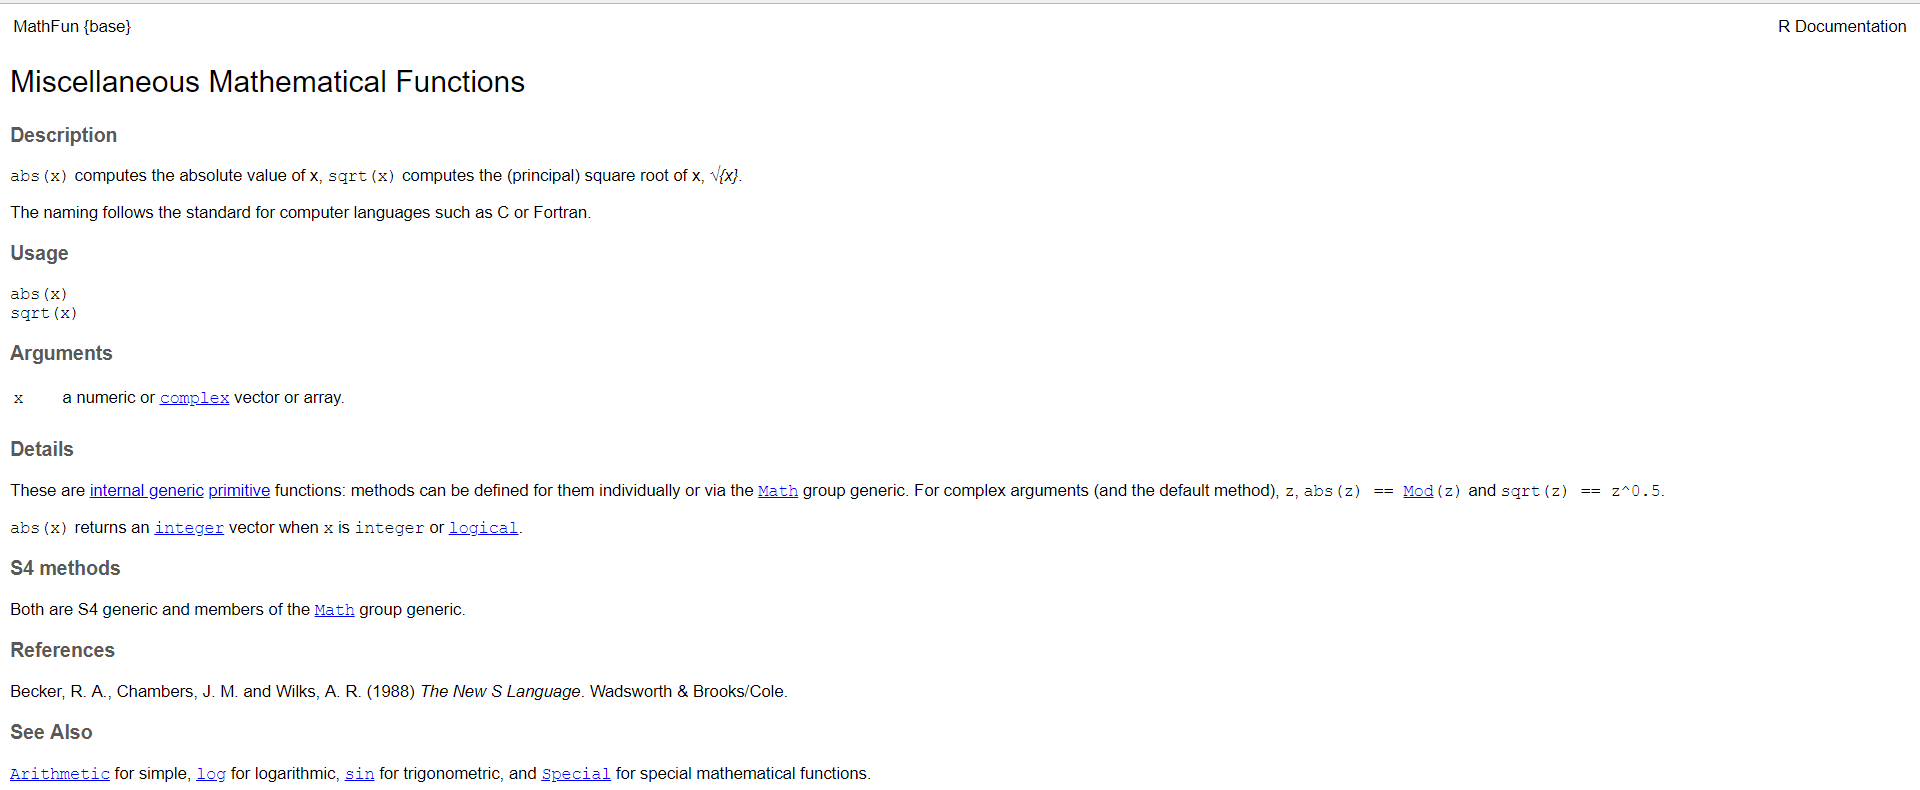 MathFun {base} R Documentation
Miscellaneous Mathematical Functions
Description
abs(x) computes the absolute value of x, sqrt(x) computes the (principal) square root of x, √{x}.
The naming follows the standard for computer languages such as C or Fortran.
Usage
abs(x)
sqrt(x)
Arguments
x a numeric or complex vector or array.
Details
These are internal generic primitive functions: methods can be defined for them individually or via the Math group generic. For complex arguments (and the default method), z, abs(z) == Mod(z) and sqrt(z) == z^0.5.
abs(x) returns an integer vector when x is integer or logical.
S4 methods
Both are S4 generic and members of the Math group generic.
References
Becker, R. A., Chambers, J. M. and Wilks, A. R. (1988) The New S Language. Wadsworth & Brooks/Cole.
See Also
Arithmetic for simple, log for logarithmic, sin for trigonometric, and Special for special mathematical functions.